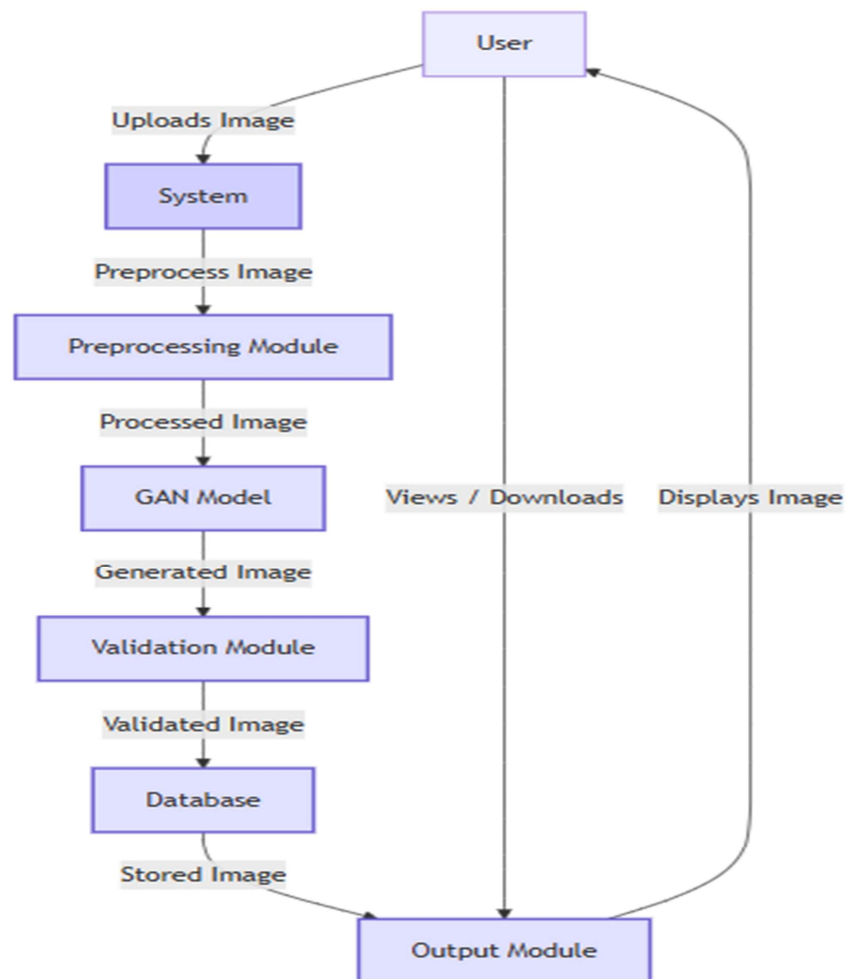 User
Uploads Image
System
Preprocess Image
Preprocessing Module
Processed Image
GAN Model
Views / Downloads
Displays Image
Generated Image
Validation Module
Validated Image
Database
Stored Image
Output Module